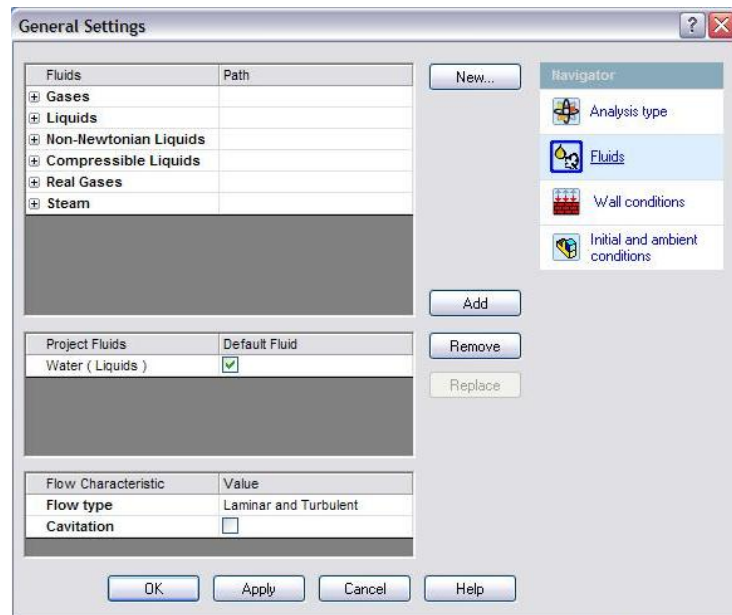 General Settings
Fluids Path
Gases
Liquids
Non-Newtonian Liquids
Compressible Liquids
Real Gases
Steam
New...
Add
Navigator
Analysis type
Fluids
Wall conditions
Initial and ambient
conditions
Project Fluids Default Fluid
Water ( Liquids )
Remove
Replace
Flow Characteristic Value
Flow type Laminar and Turbulent
Cavitation
OK Apply Cancel Help